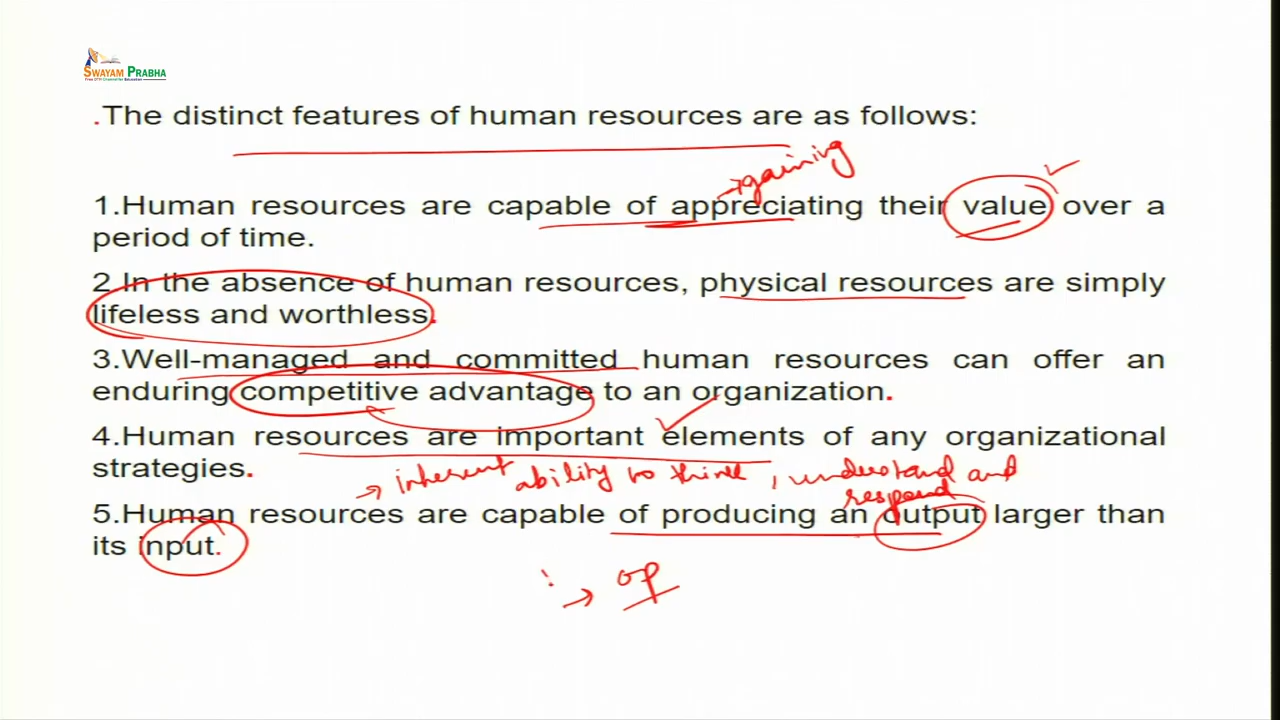 SWAYAM PRABHA
.The distinct features of human resources are as follows:
→gaining
1.Human resources are capable of appreciating their value over a
period of time.
2.In the absence of human resources, physical resources are simply
lifeless and worthless.
3.Well-managed and committed human resources can offer an
enduring competitive advantage to an organization.
4.Human resources are important elements of any organizational
strategies.
→ inherent ability to think, understand and
respond
5.Human resources are capable of producing an output larger than
its input.
→ op